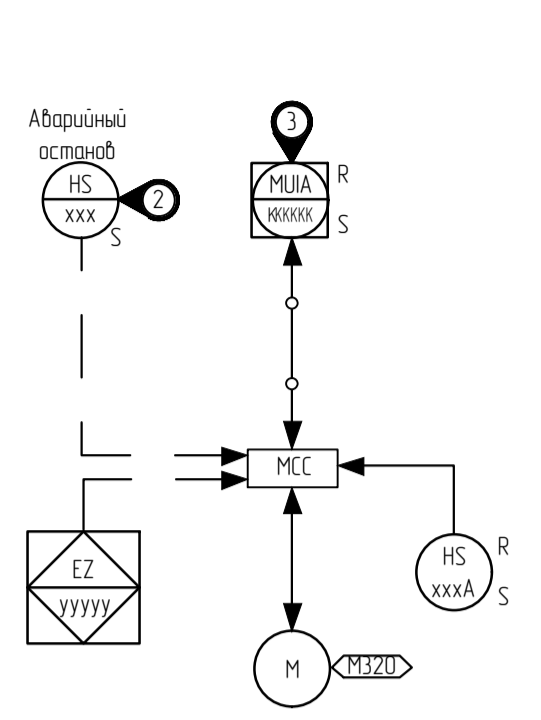 Аварийный
останов
HS
xxx
S
2
3
MUIA
KKKKKK
R
S
MCC
HS
xxxA
R
S
EZ
yyyyy
M
M320